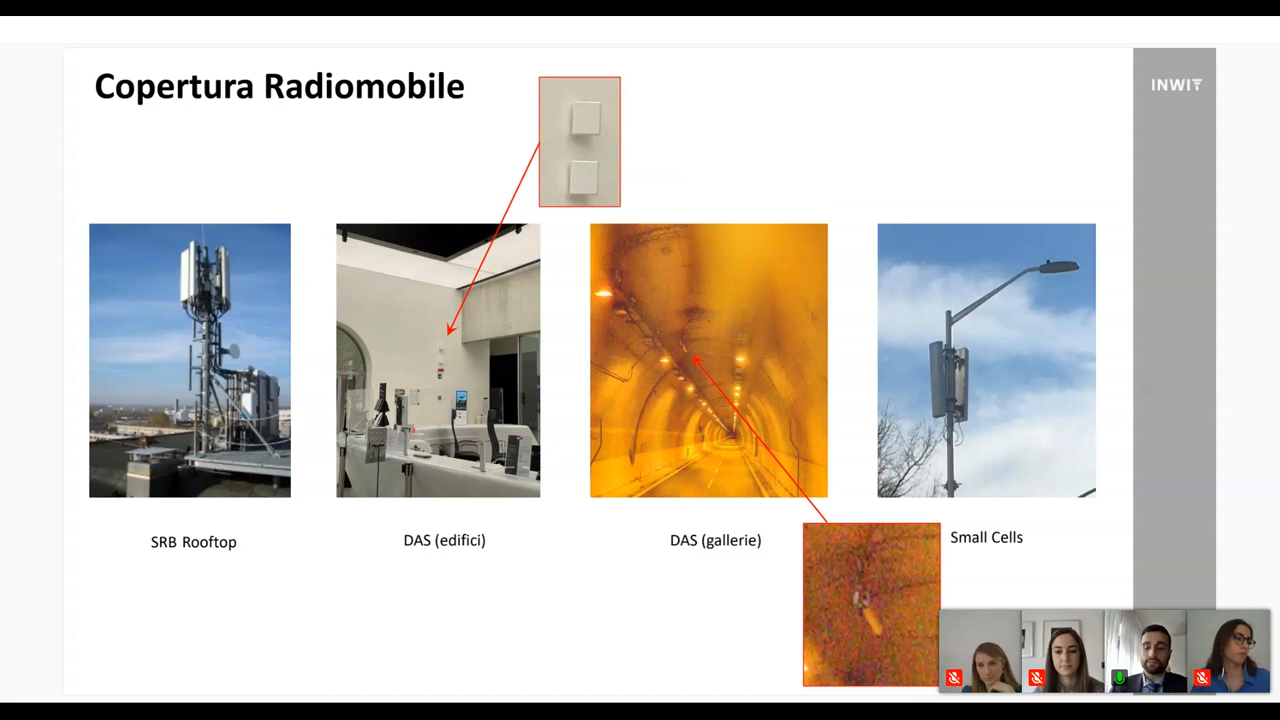 Copertura Radiomobile
INWIT
SRB Rooftop
DAS (edifici)
DAS (gallerie)
Small Cells